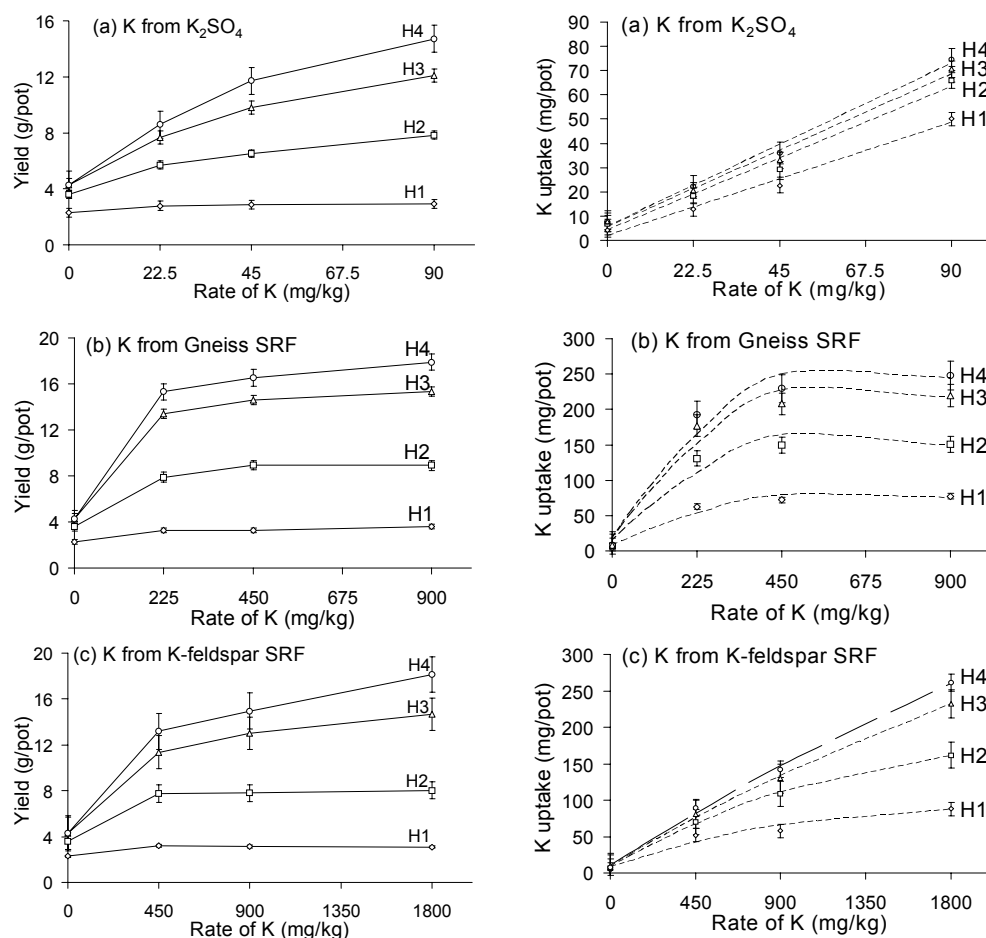 (a) K from K₂SO₄
16
12
8
4
0
Yield (g/pot)
H4
H3
H2
H1
0 22.5 45 67.5 90
Rate of K (mg/kg)
(a) K from K₂SO₄
90
80
70
60
50
40
30
20
10
0
K uptake (mg/pot)
H4
H3
H2
H1
0 22.5 45 67.5 90
Rate of K (mg/kg)
(b) K from Gneiss SRF
20
16
12
8
4
0
Yield (g/pot)
H4
H3
H2
H1
0 225 450 675 900
Rate of K (mg/kg)
(b) K from Gneiss SRF
300
250
200
150
100
50
0
K uptake (mg/pot)
H4
H3
H2
H1
0 225 450 675 900
Rate of K (mg/kg)
(c) K from K-feldspar SRF
20
16
12
8
4
0
Yield (g/pot)
H4
H3
H2
H1
0 450 900 1350 1800
Rate of K (mg/kg)
(c) K from K-feldspar SRF
300
250
200
150
100
50
0
K uptake (mg/pot)
H4
H3
H2
H1
0 450 900 1350 1800
Rate of K (mg/kg)